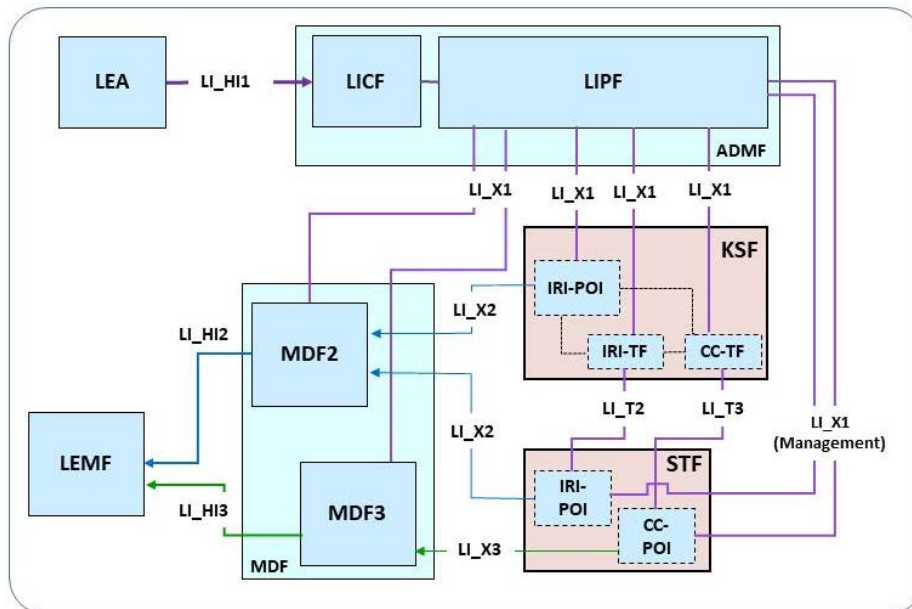 LEA
LI_HI1
LICF
LIPF
ADMF
LI_X1
LI_X1
LI_X1
LI_X1
KSF
IRI-POI
LI_X2
LI_HI2
MDF2
IRI-TF
CC-TF
LI_T2
LI_T3
LI_X1
(Management)
LI_X2
STF
LEMF
IRI-
POI
MDF3
LI_HI3
CC-
POI
LI_X3
MDF